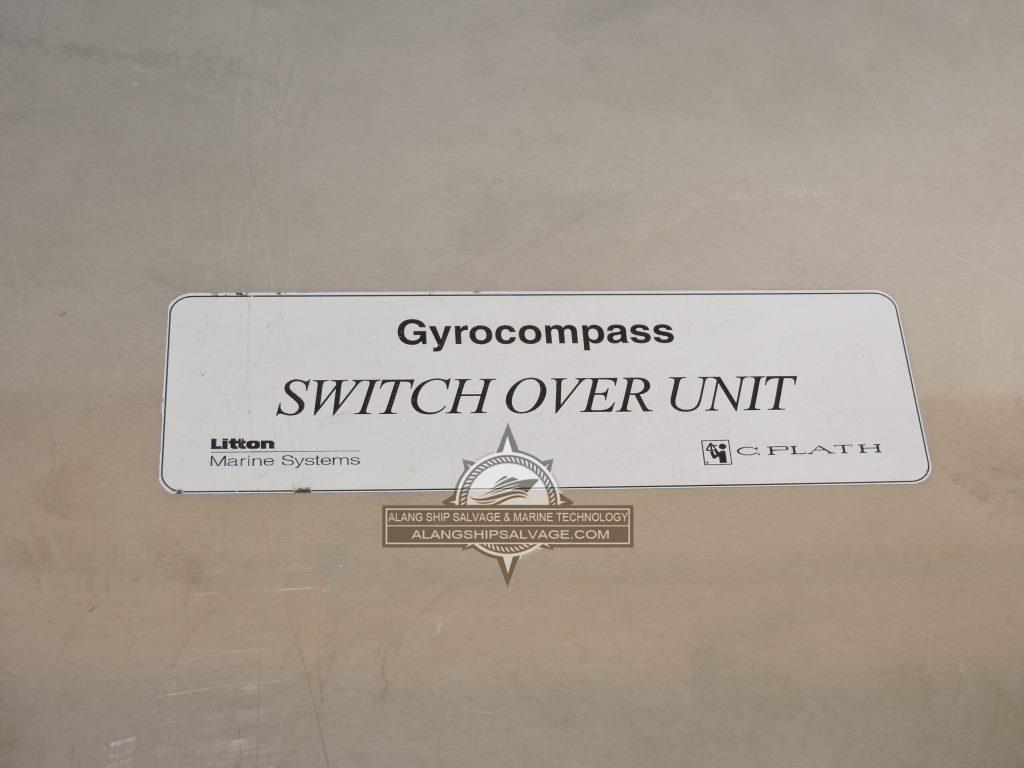 Gyrocompass
SWITCH OVER UNIT
Litton
Marine Systems
C. PLATH
ALANG SHIP SALVAGE & MARINE TECHNOLOGY
ALANGSHIPSALVAGE.COM